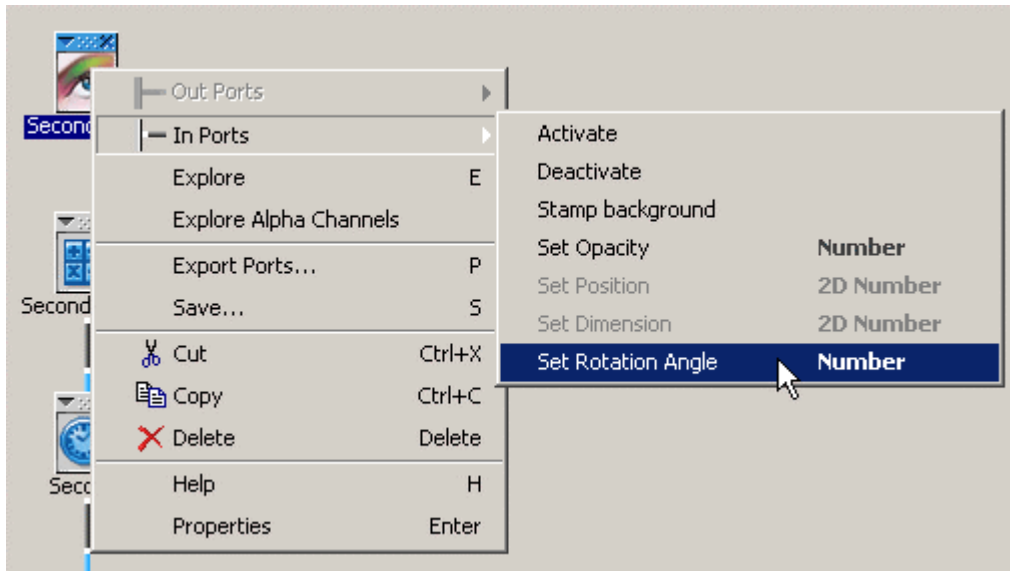 Second
Out Ports
In Ports
Explore E
Explore Alpha Channels
Export Ports... P
Save... S
Cut Ctrl+X
Copy Ctrl+C
Delete Delete
Help H
Properties Enter
Activate
Deactivate
Stamp background
Set Opacity Number
Set Position 2D Number
Set Dimension 2D Number
Set Rotation Angle Number
Second
Seco